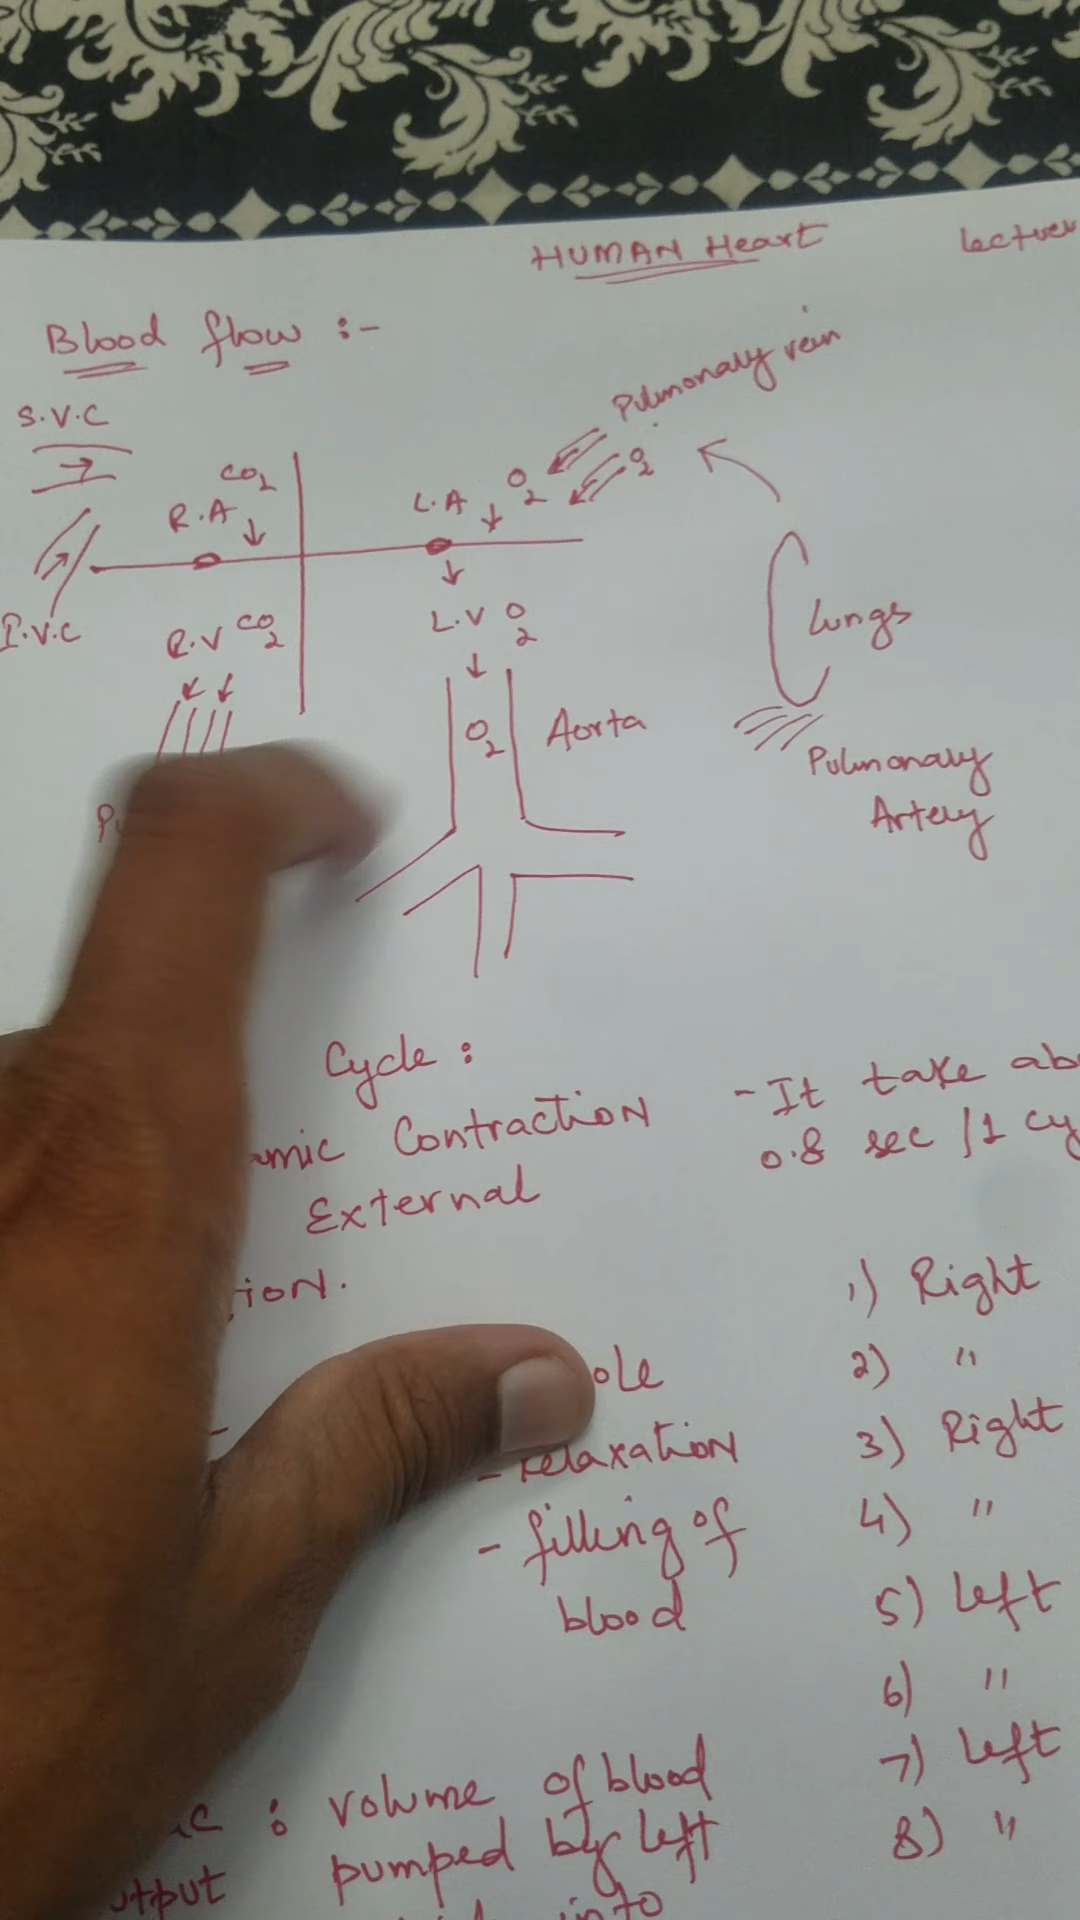 HUMAN Heart
Blood flow :-
S.V.C
Pulmonary vein
CO2
R.A
L.A O2
O2
I.V.C
R.V CO2
L.V O2
Lungs
O2 Aorta
Pulmonary
Artery
Cycle :
Contraction
External
- It take
0.8 sec /1
1) Right
2) "
- relaxation
3) Right
- filling of
blood
4) "
5) Left
6) "
: volume of blood
pumped by left
into
7) Left
8) "